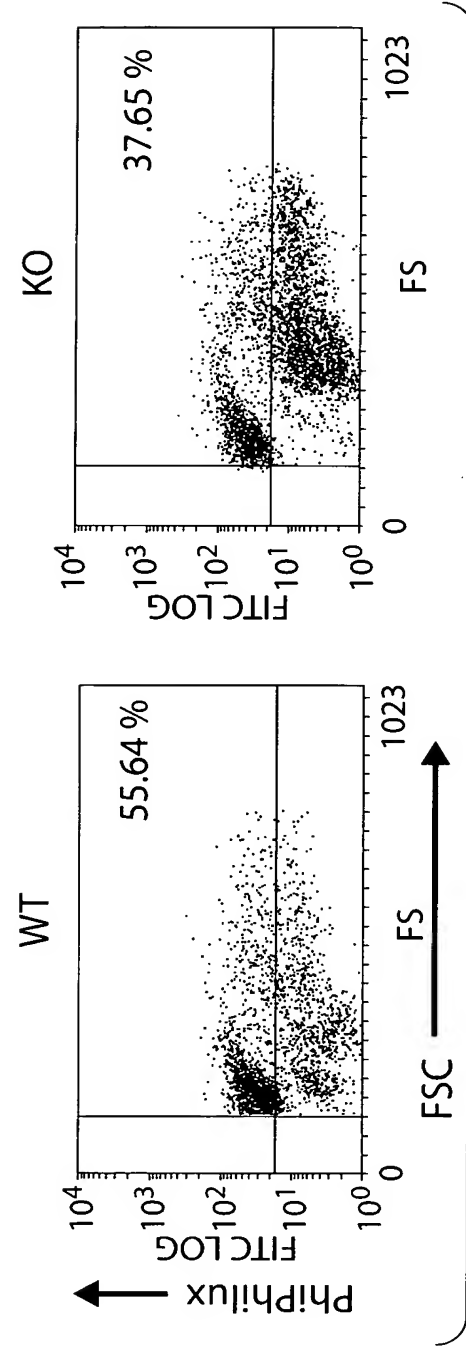 WT
55.64 %
10⁴
10³
10²
10¹
10⁰
FITC LOG
PhiPhilux
0
FS
1023
FSC
KO
37.65 %
10⁴
10³
10²
10¹
10⁰
FITC LOG
0
FS
1023